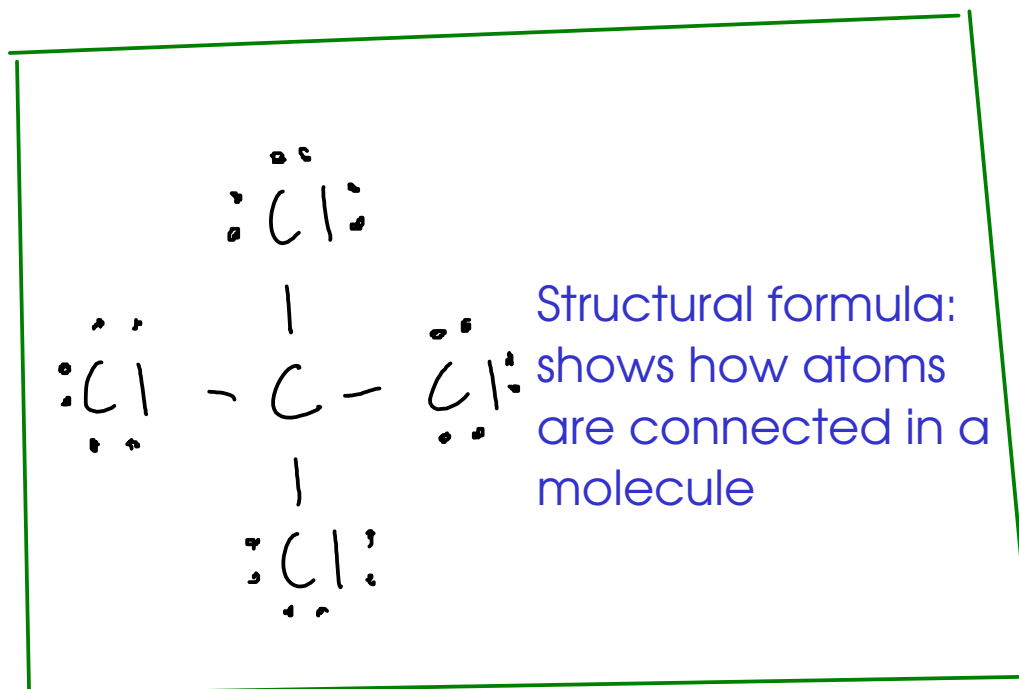 Cl
Cl C Cl
Cl
Structural formula:
shows how atoms
are connected in a
molecule